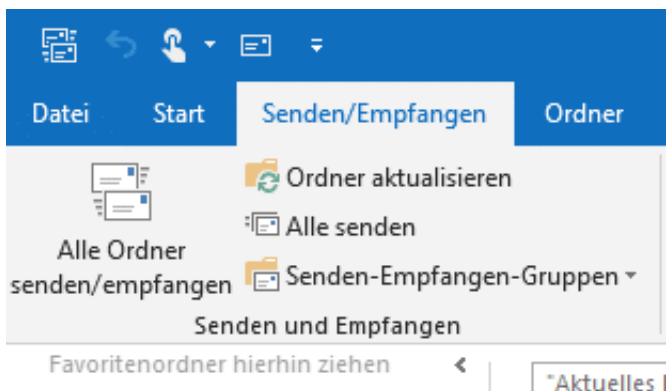 Datei Start Senden/Empfangen Ordner
Ordner aktualisieren
Alle senden
Alle Ordner
senden/empfangen
Senden-Empfangen-Gruppen
Senden und Empfangen
Favoritenordner hierhin ziehen
"Aktuelles